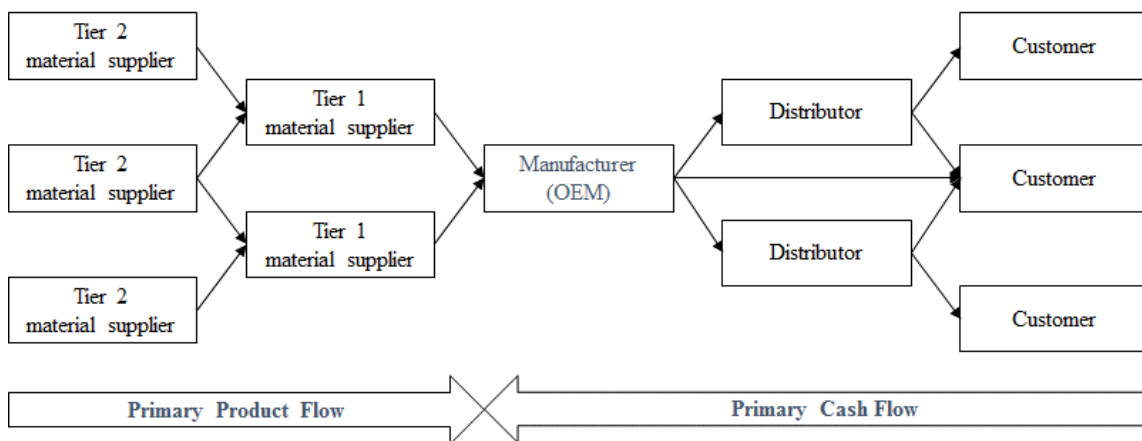 Tier 2
material supplier
Tier 2
material supplier
Tier 2
material supplier
Tier 1
material supplier
Tier 1
material supplier
Manufacturer
(OEM)
Distributor
Distributor
Customer
Customer
Customer
Primary Product Flow
Primary Cash Flow